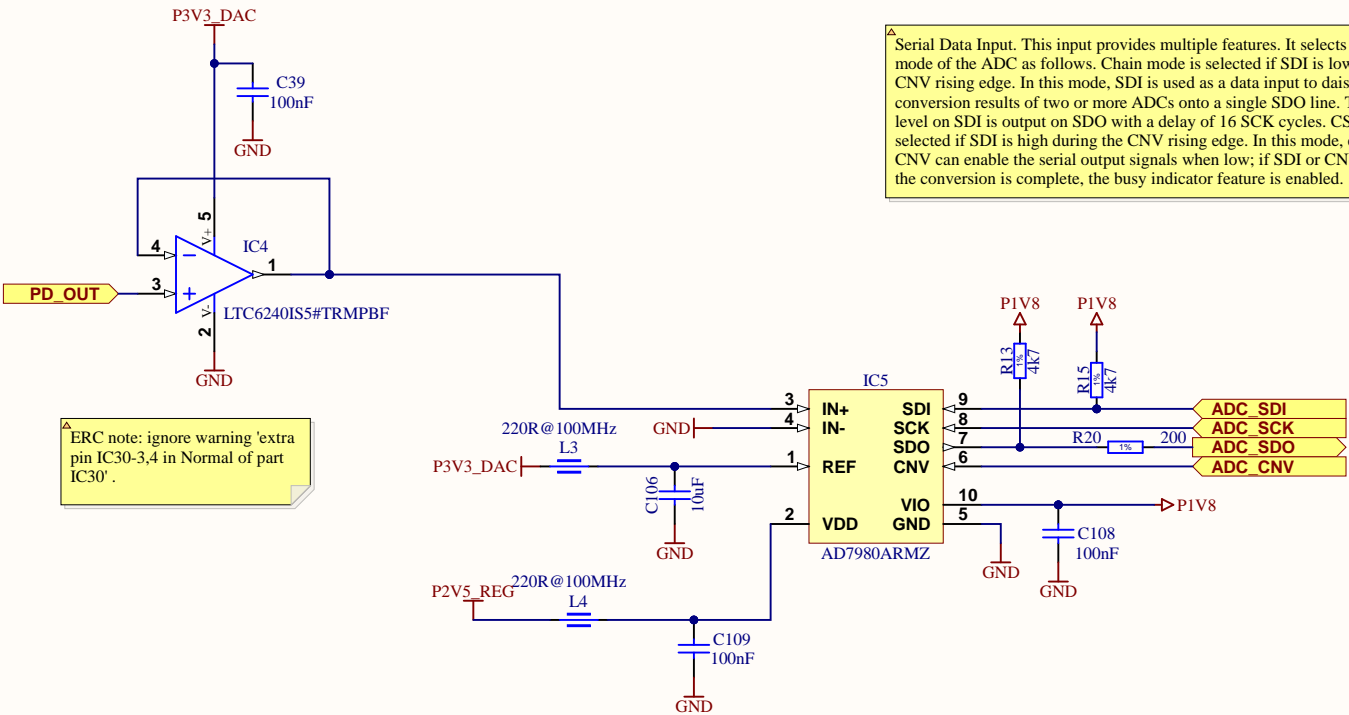 P3V3_DAC
C39
100nF
GND
Serial Data Input. This input provides multiple features. It selects
mode of the ADC as follows. Chain mode is selected if SDI is low
CNV rising edge. In this mode, SDI is used as a data input to dais
conversion results of two or more ADCs onto a single SDO line. T
level on SDI is output on SDO with a delay of 16 SCK cycles. CS
selected if SDI is high during the CNV rising edge. In this mode,
CNV can enable the serial output signals when low; if SDI or CNV
the conversion is complete, the busy indicator feature is enabled.
5
V+
IC4
4
1
3
PD_OUT
V-
2
LTC6240IS5#TRMPBF
GND
ERC note: ignore warning 'extra
pin IC30-3,4 in Normal of part
IC30' .
P1V8
P1V8
R13
1%
4k7
R15
1%
4k7
IC5
3 IN+ SDI 9 ADC_SDI
GND 4 IN- SCK 8 ADC_SCK
SDO 7 R20 1% 200 ADC_SDO
220R@100MHz
L3
P3V3_DAC 1 REF CNV 6 ADC_CNV
C106
10uF
GND
VIO 10 P1V8
2 VDD GND 5
C108
100nF
AD7980ARMZ
GND
GND
220R@100MHz
P2V5_REG
L4
C109
100nF
GND